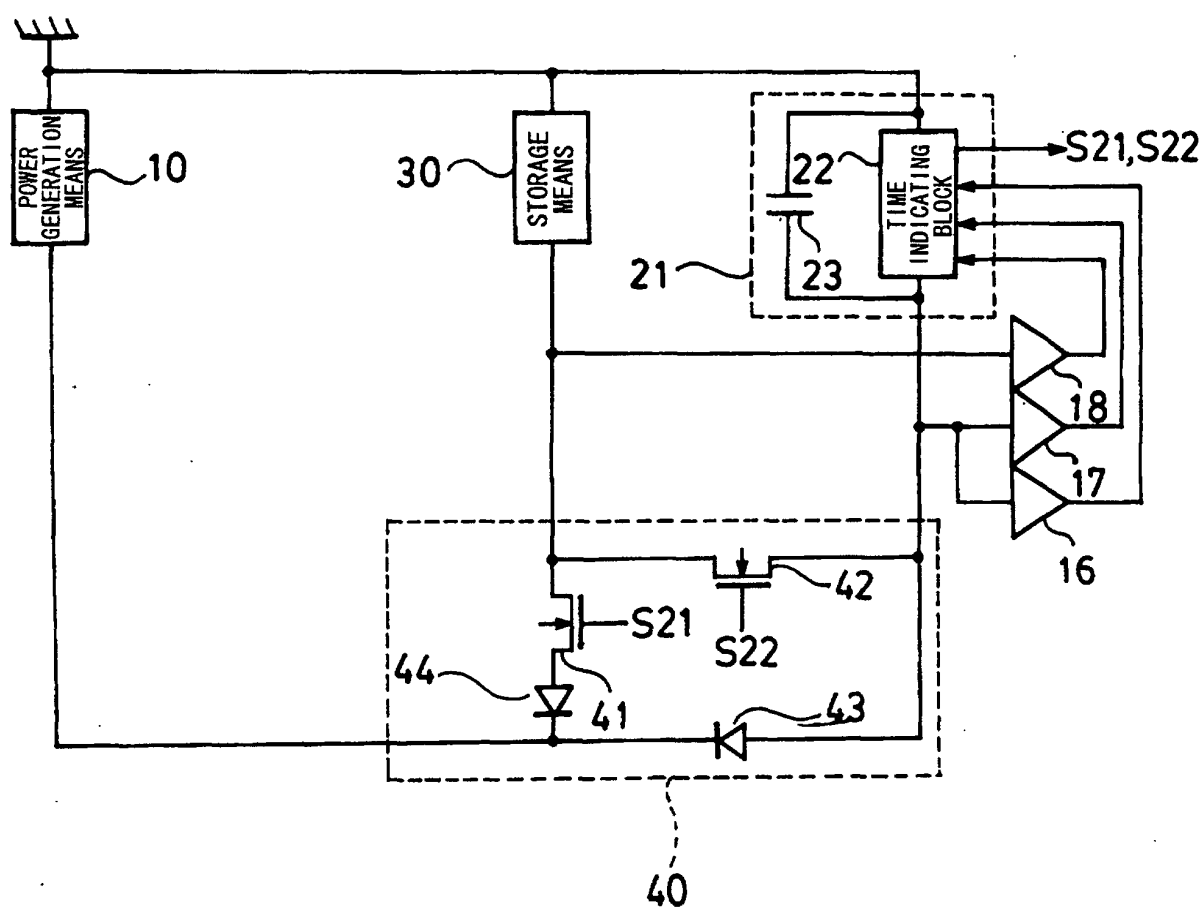 POWER
GENERATION
MEANS
10
30
STORAGE
MEANS
22
TIME
INDICATING
BLOCK
S21,S22
21
23
18
17
16
42
S21
S22
44
41
43
40